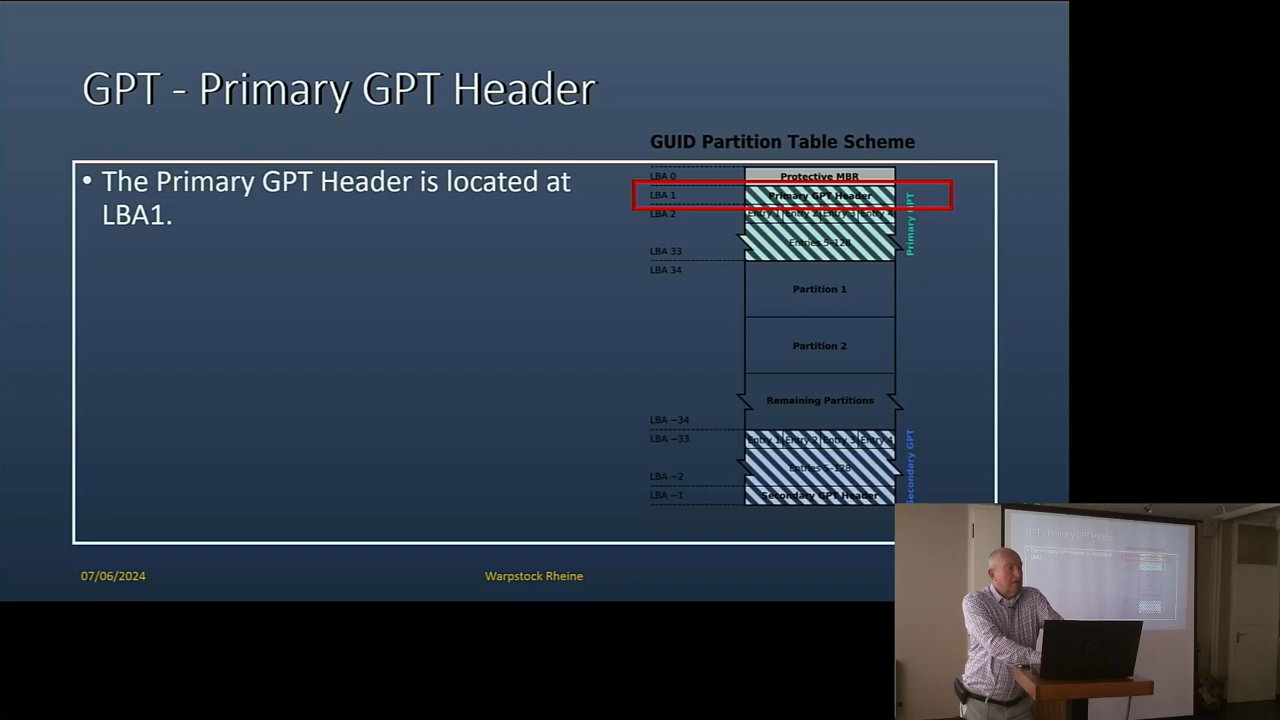 GPT - Primary GPT Header
• The Primary GPT Header is located at
LBA1.
GUID Partition Table Scheme
LBA 0
Protective MBR
LBA 1
Primary GPT Header
LBA 2
Entry 1 Entry 2 Entry 3 Entry 4
Entries 5-128
LBA 33
Primary GPT
LBA 34
Partition 1
Partition 2
Remaining Partitions
LBA −34
LBA −33
Entry 1 Entry 2 Entry 3 Entry 4
Entries 5-128
LBA −2
LBA −1
Secondary GPT Header
Secondary GPT
07/06/2024
Warpstock Rheine
GPT - Primary GPT Header